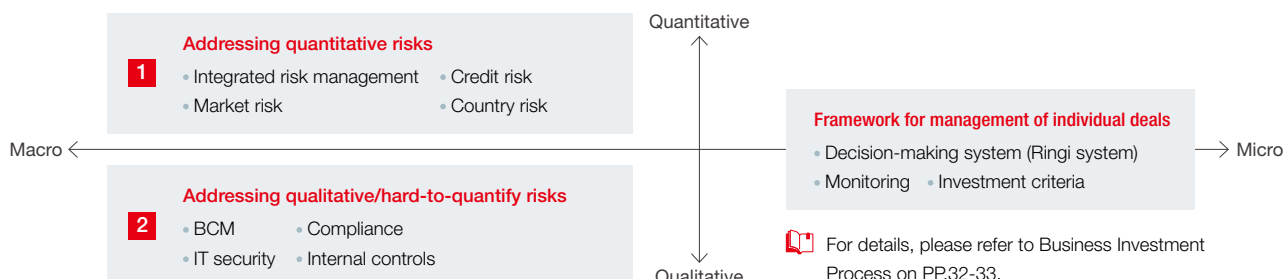 Quantitative
Addressing quantitative risks
1
• Integrated risk management • Credit risk
• Market risk • Country risk
Framework for management of individual deals
• Decision-making system (Ringi system)
• Monitoring • Investment criteria
Macro
Micro
Addressing qualitative/hard-to-quantify risks
2
• BCM • Compliance
• IT security • Internal controls
For details, please refer to Business Investment
Process on PP.32-33.
Qualitative